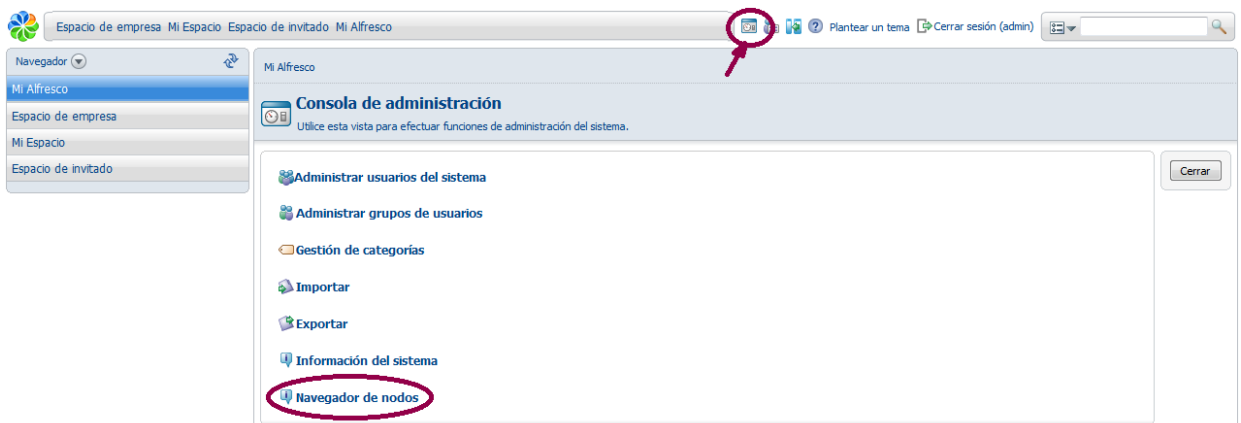 Espacio de empresa Mi Espacio Espacio de invitado Mi Alfresco
Plantear un tema Cerrar sesión (admin)
Navegador
Mi Alfresco
Espacio de empresa
Mi Espacio
Espacio de invitado
Mi Alfresco
Consola de administración
Utilice esta vista para efectuar funciones de administración del sistema.
Administrar usuarios del sistema
Administrar grupos de usuarios
Gestión de categorías
Importar
Exportar
Información del sistema
Navegador de nodos
Cerrar